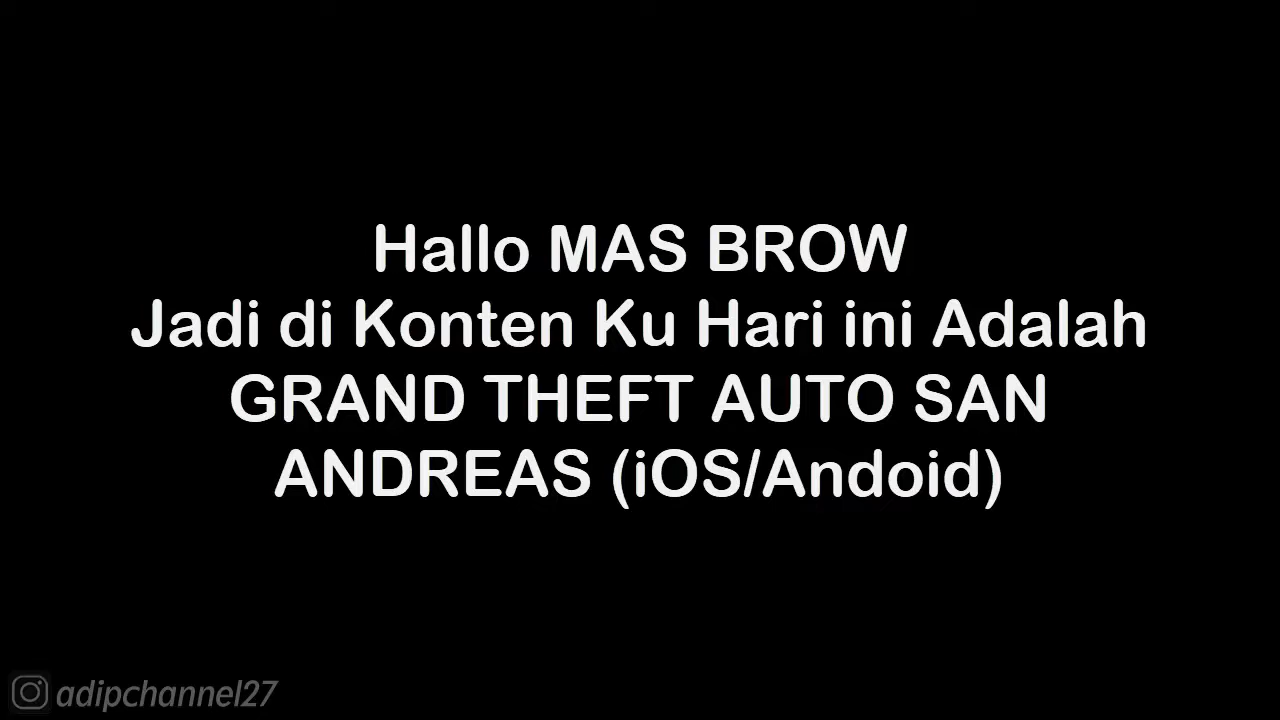 Hallo MAS BROW
Jadi di Konten Ku Hari ini Adalah
GRAND THEFT AUTO SAN
ANDREAS (iOS/Andoid)
adipchannel27